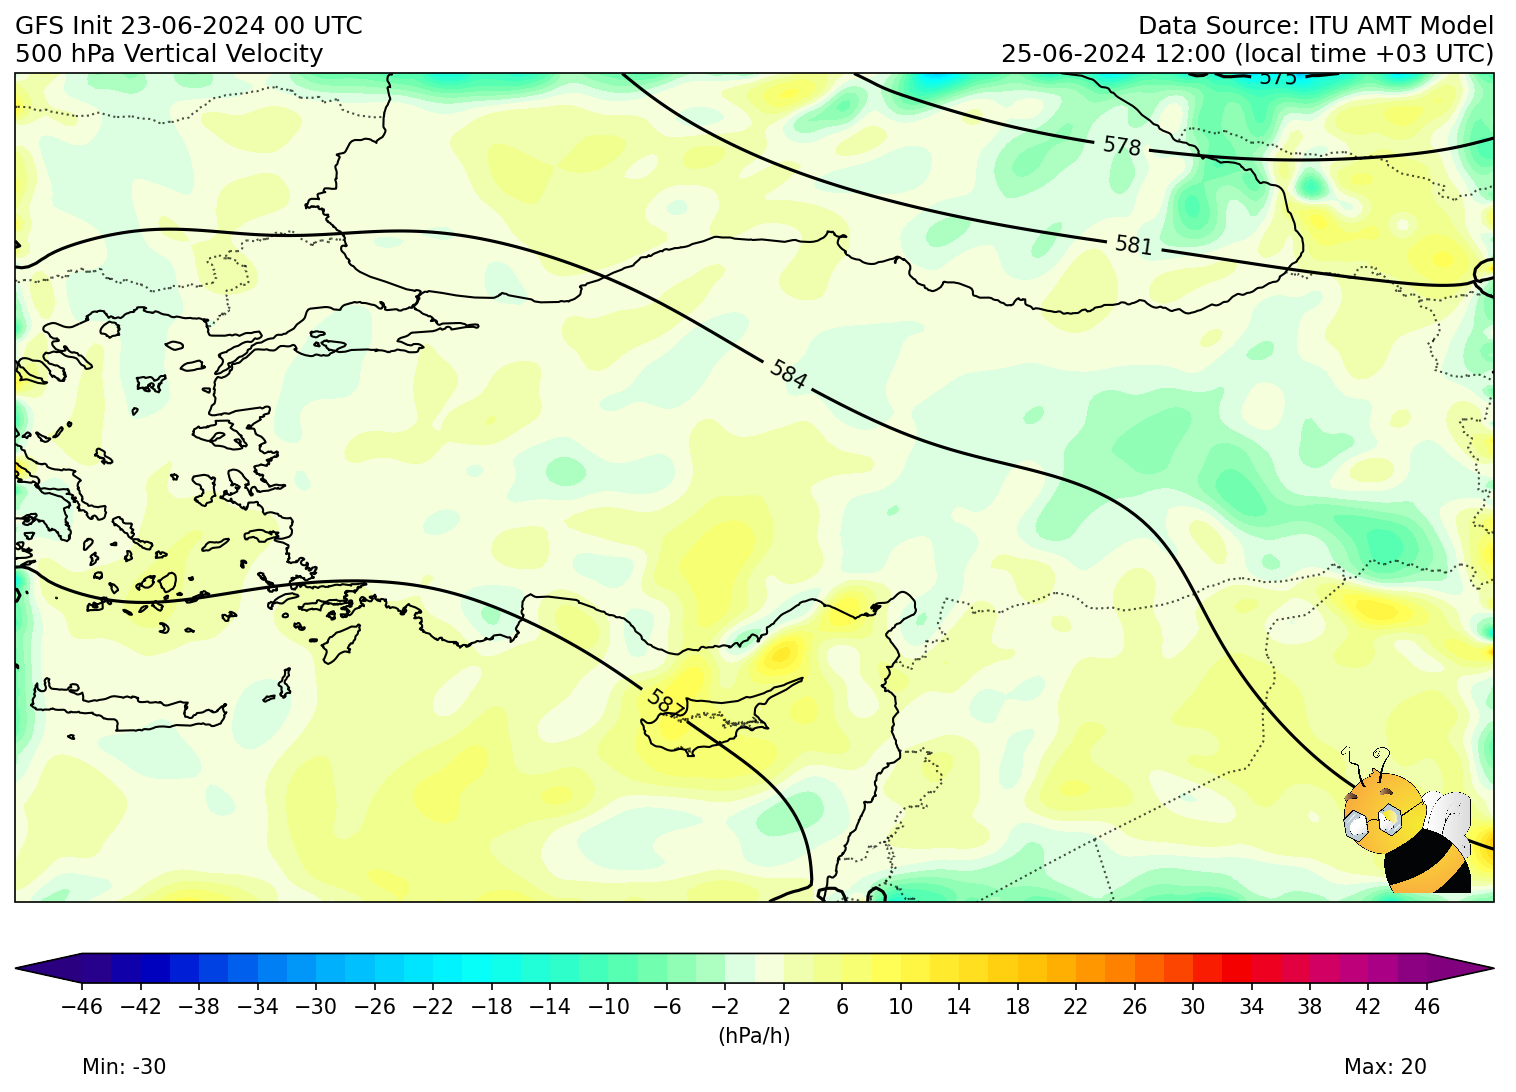 GFS Init 23-06-2024 00 UTC
Data Source: ITU AMT Model
500 hPa Vertical Velocity
25-06-2024 12:00 (local time +03 UTC)
575
578
581
584
587
−46 −42 −38 −34 −30 −26 −22 −18 −14 −10 −6 −2 2 6 10 14 18 22 26 30 34 38 42 46
(hPa/h)
Min: -30
Max: 20